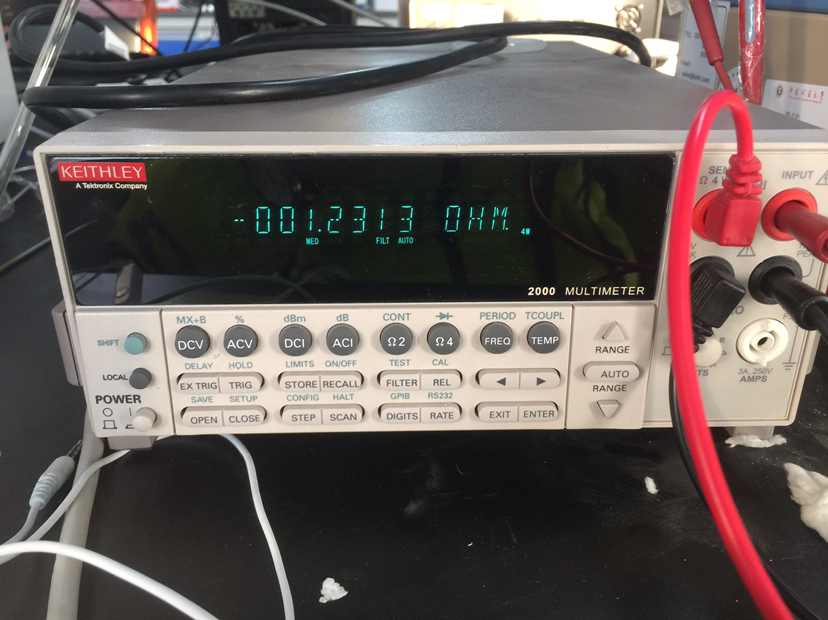 KEITHLEY
A Tektronix Company
-001.2313 OHM
MED FILT AUTO 4W
2000 MULTIMETER
MX+B % dBm dB CONT PERIOD TCOUPL
SHIFT DCV ACV DCI ACI Ω2 Ω4 FREQ TEMP
DELAY HOLD LIMITS ON/OFF TEST CAL
LOCAL EX TRIG TRIG STORE RECALL FILTER REL
POWER SAVE SETUP CONFIG HALT GPIB RS232
OPEN CLOSE STEP SCAN DIGITS RATE EXIT ENTER
RANGE
AUTO
RANGE
Ω 4 INPUT
3A, 250V
AMPS